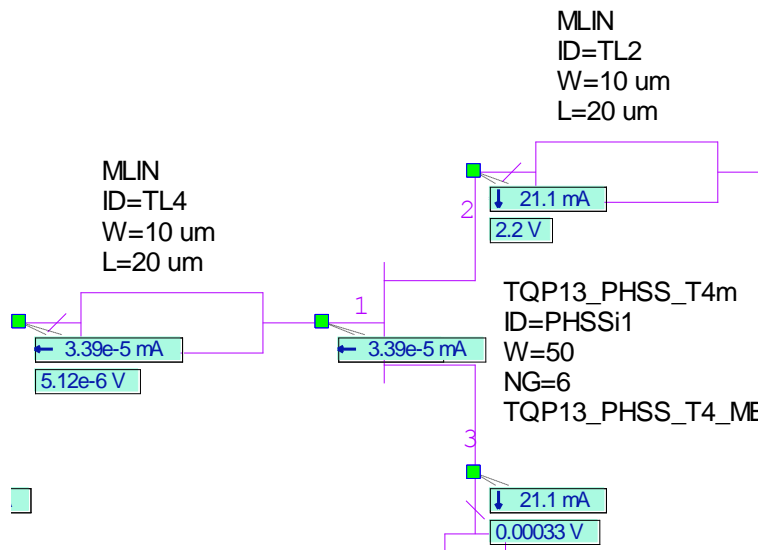 MLIN
ID=TL2
W=10 um
L=20 um
MLIN
ID=TL4
W=10 um
L=20 um
2
21.1 mA
2.2 V
1
3.39e-5 mA
5.12e-6 V
3.39e-5 mA
TQP13_PHSS_T4m
ID=PHSSi1
W=50
NG=6
TQP13_PHSS_T4_ME
3
21.1 mA
0.00033 V